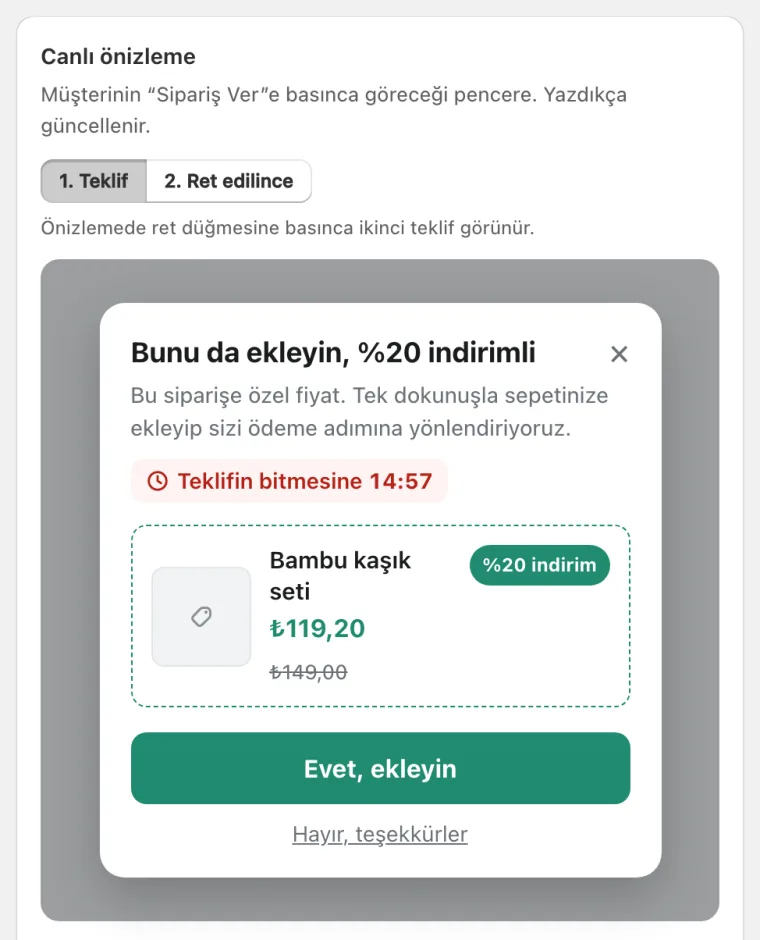 Canlı önizleme
Müşterinin “Sipariş Ver”e basınca göreceği pencere. Yazdıkça
güncellenir.
1. Teklif
2. Ret edilince
Önizlemede ret düğmesine basınca ikinci teklif görünür.
Bunu da ekleyin, %20 indirimli
Bu siparişe özel fiyat. Tek dokunuşla sepetinize
ekleyip sizi ödeme adımına yönlendiriyoruz.
Teklifin bitmesine 14:57
Bambu kaşık
seti
%20 indirim
₺119,20
₺149,00
Evet, ekleyin
Hayır, teşekkürler